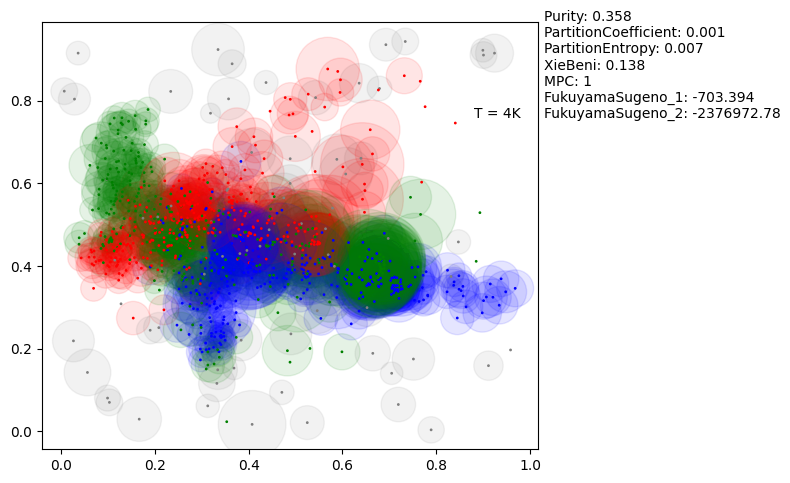 Purity: 0.358
PartitionCoefficient: 0.001
PartitionEntropy: 0.007
XieBeni: 0.138
MPC: 1
FukuyamaSugeno_1: -703.394
FukuyamaSugeno_2: -2376972.78
T = 4K
0.8
0.6
0.4
0.2
0.0
0.0 0.2 0.4 0.6 0.8 1.0